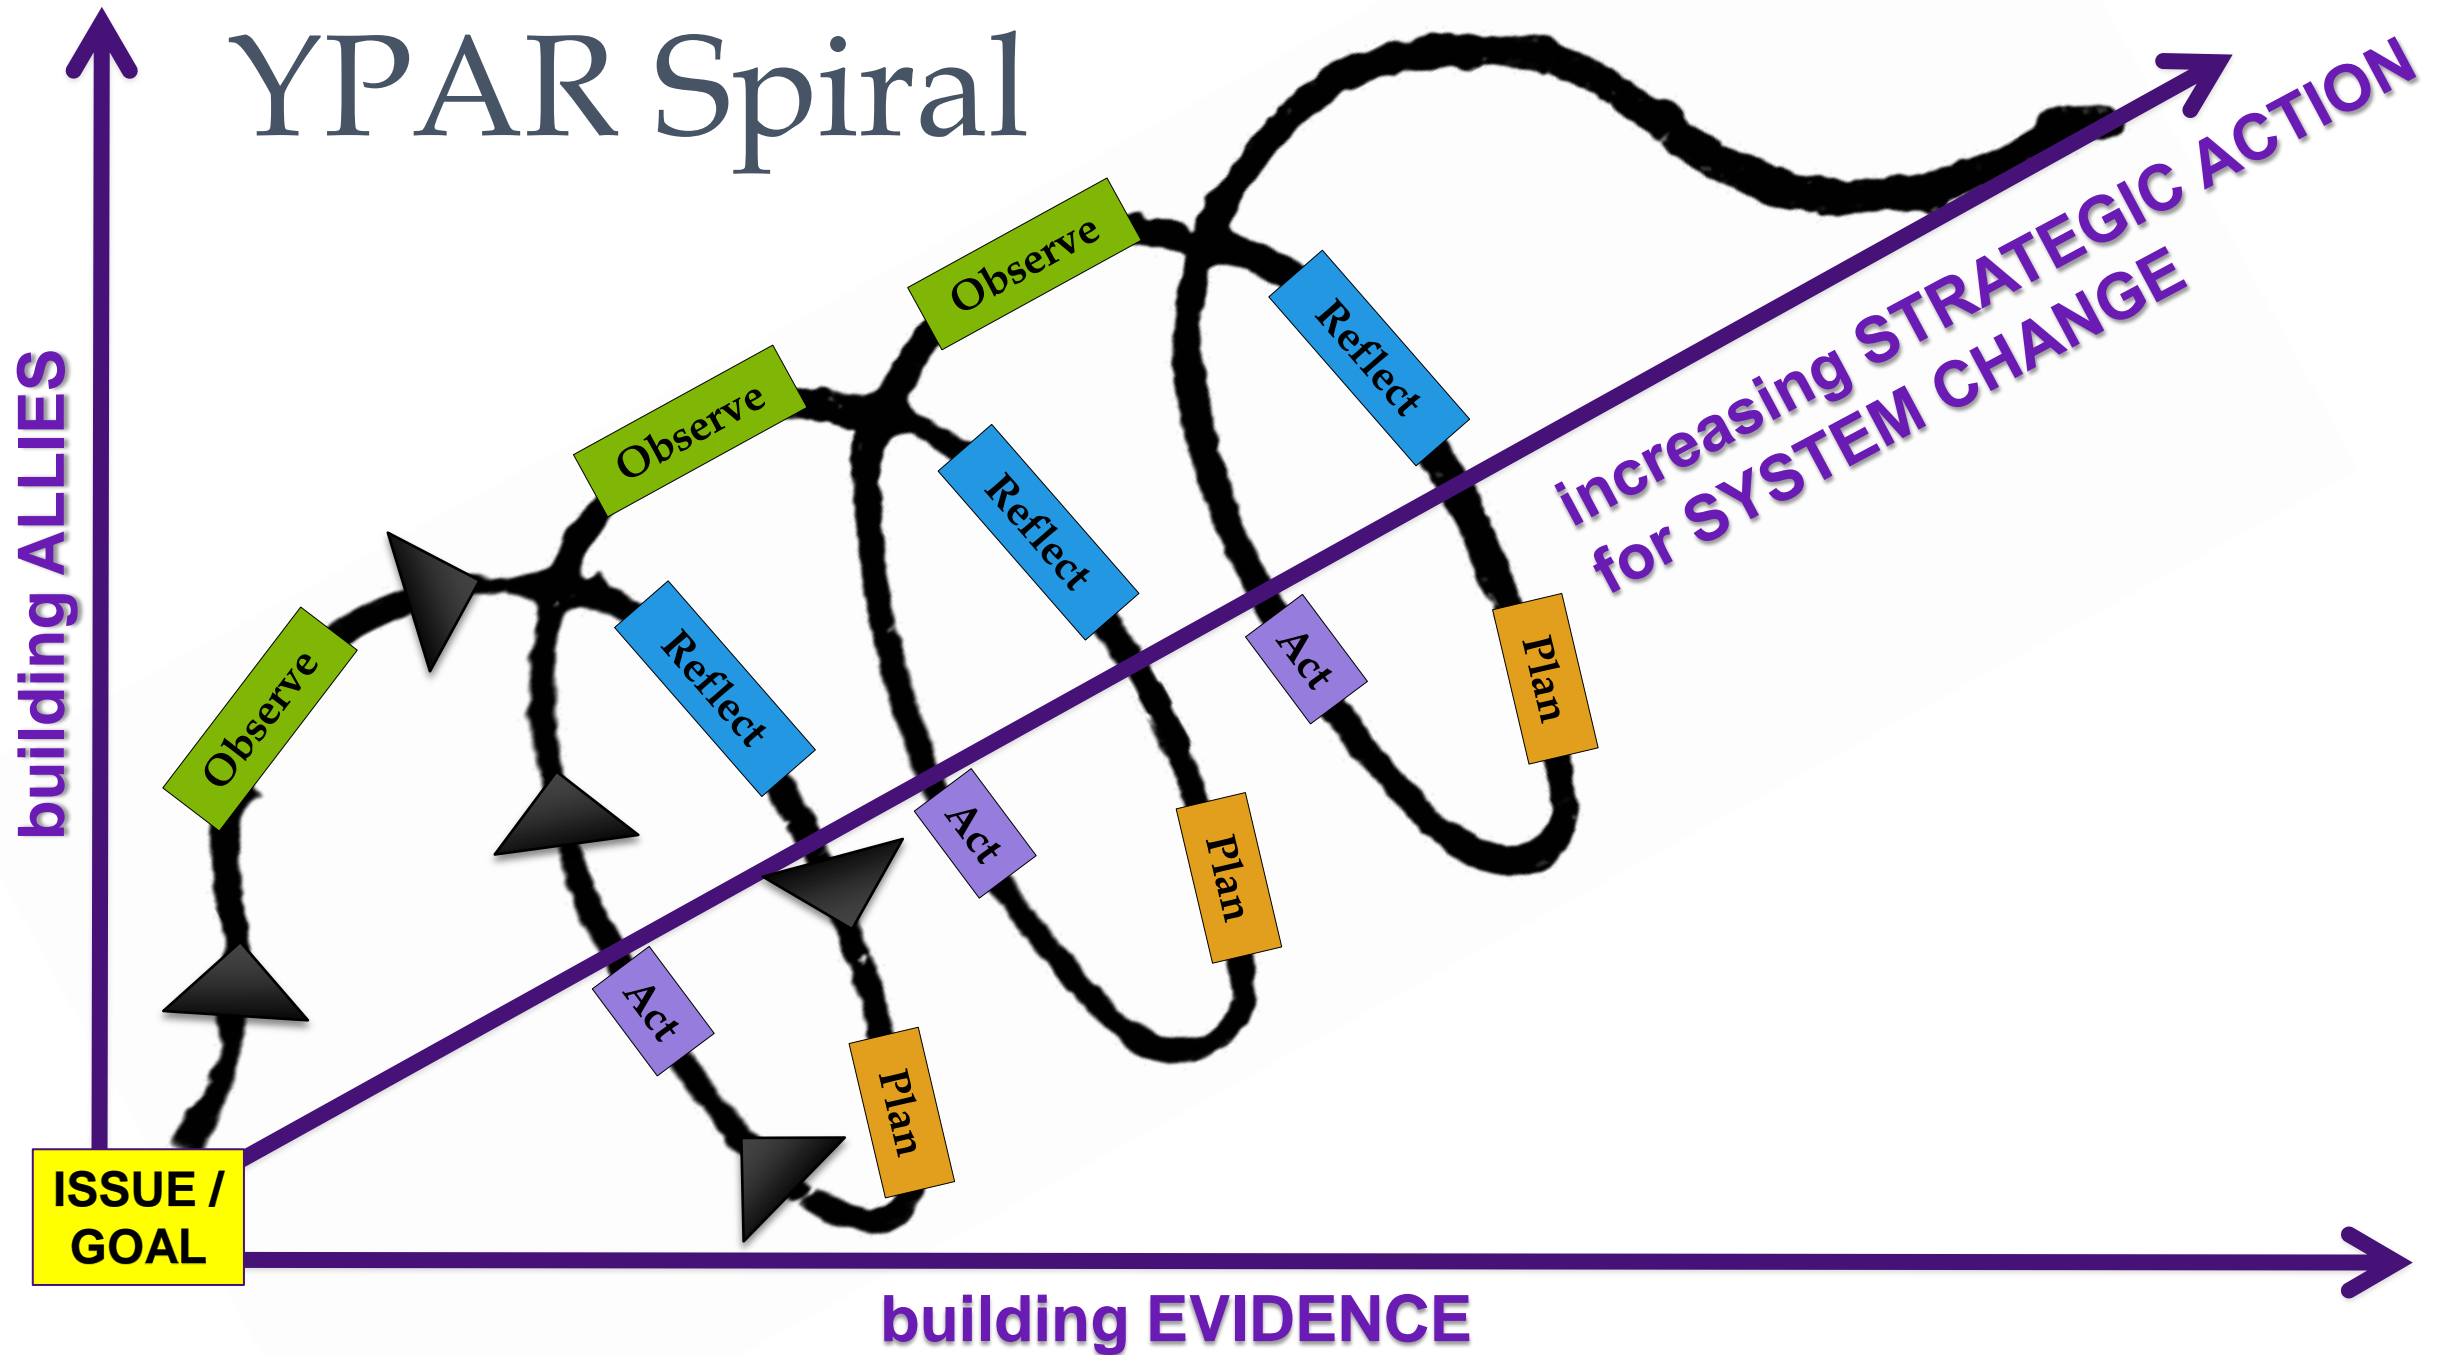 YPAR Spiral
building ALLIES
Observe
Reflect
Plan
Act
Observe
Reflect
Plan
Act
Observe
Reflect
Plan
Act
increasing STRATEGIC ACTION
for SYSTEM CHANGE
ISSUE /
GOAL
building EVIDENCE